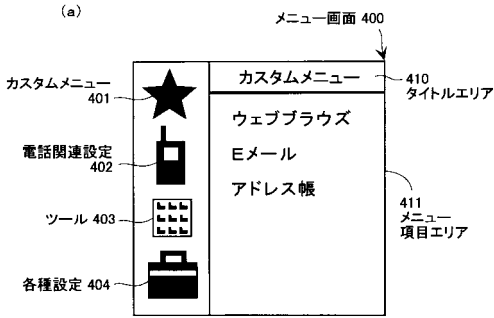 (a)
メニュー画面 400
カスタムメニュー
401
カスタムメニュー
410
タイトルエリア
ウェブブラウズ
Eメール
アドレス帳
電話関連設定
402
ツール 403
411
メニュー
項目エリア
各種設定 404